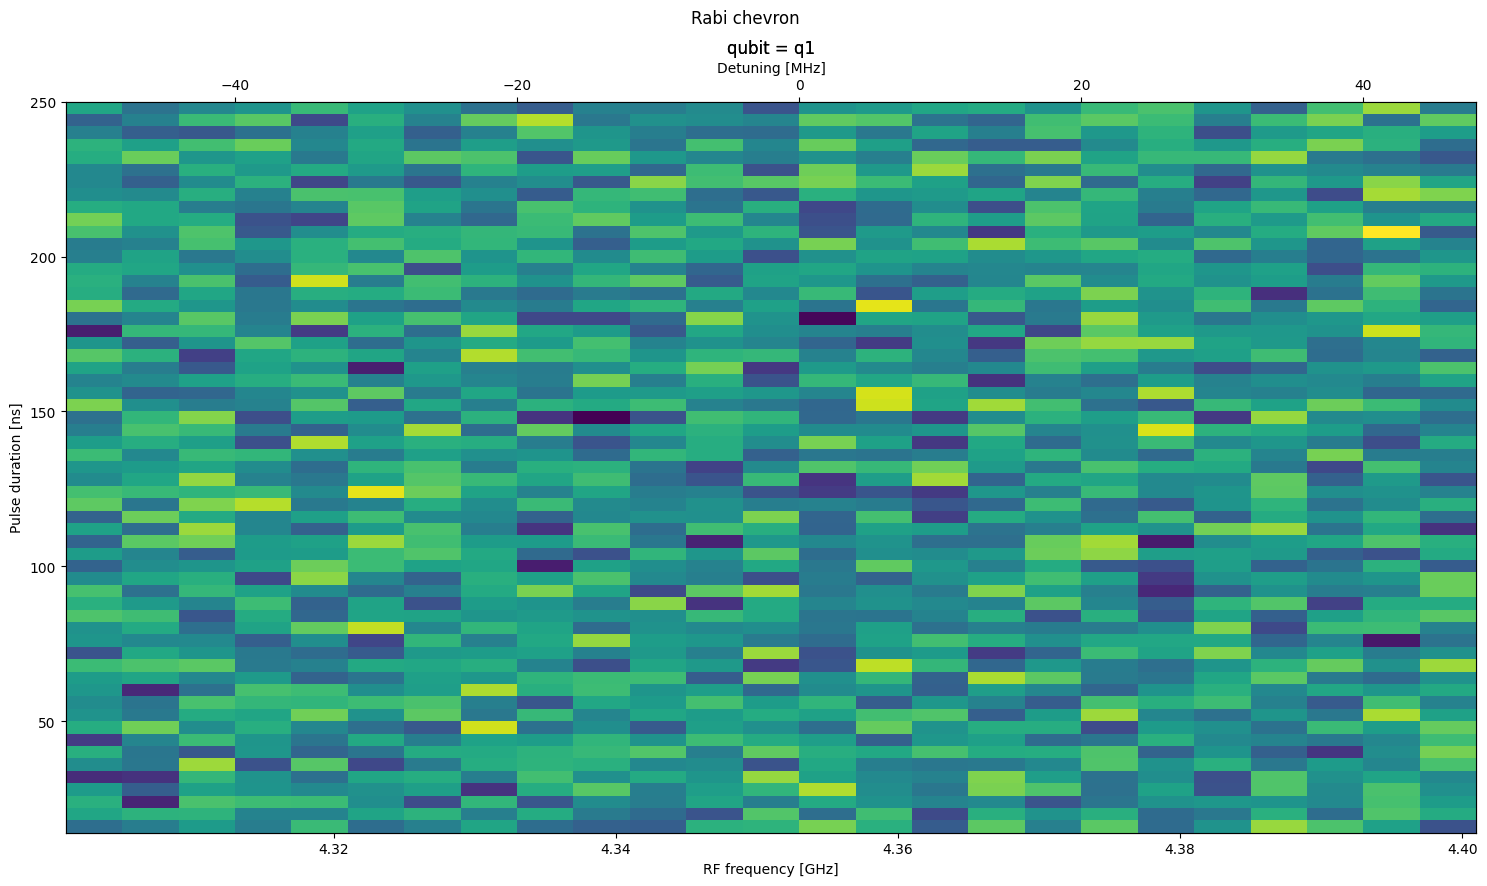 Rabi chevron
qubit = q1
Detuning [MHz]
−40 −20 0 20 40
250
200
150
100
50
Pulse duration [ns]
4.32 4.34 4.36 4.38 4.40
RF frequency [GHz]